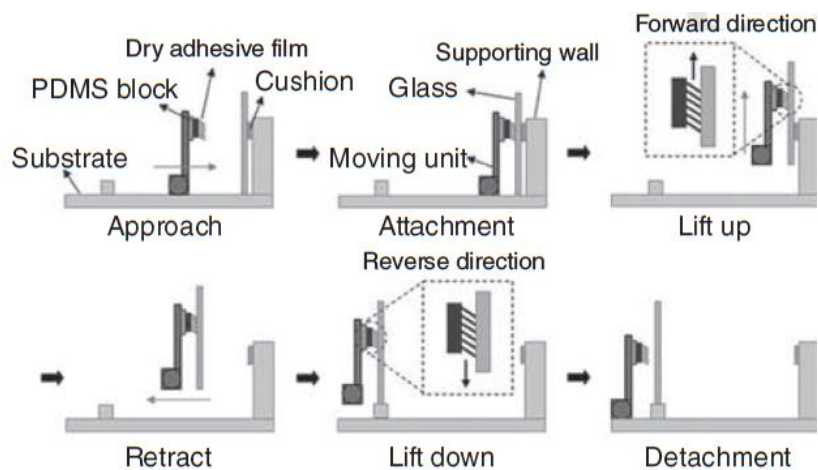 Dry adhesive film
PDMS block
Cushion
Substrate
Approach
Supporting wall
Glass
Moving unit
Attachment
Forward direction
Lift up
Retract
Reverse direction
Lift down
Detachment